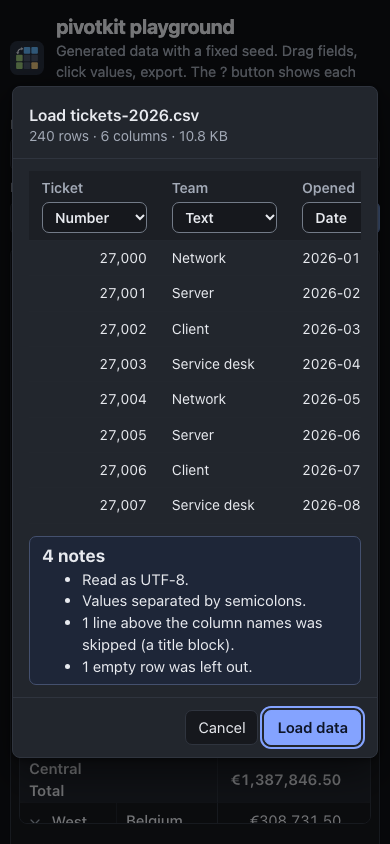 pivotkit playground
Generated data with a fixed seed. Drag fields,
click values, export. The ? button shows each
Load tickets-2026.csv
240 rows · 6 columns · 10.8 KB
Ticket Team Opened
Number Text Date
27,000 Network 2026-01
27,001 Server 2026-02
27,002 Client 2026-03
27,003 Service desk 2026-04
27,004 Network 2026-05
27,005 Server 2026-06
27,006 Client 2026-07
27,007 Service desk 2026-08
4 notes
• Read as UTF-8.
• Values separated by semicolons.
• 1 line above the column names was
skipped (a title block).
• 1 empty row was left out.
Cancel Load data
Central
Total €1,387,846.50
West Belgium €308,731.50